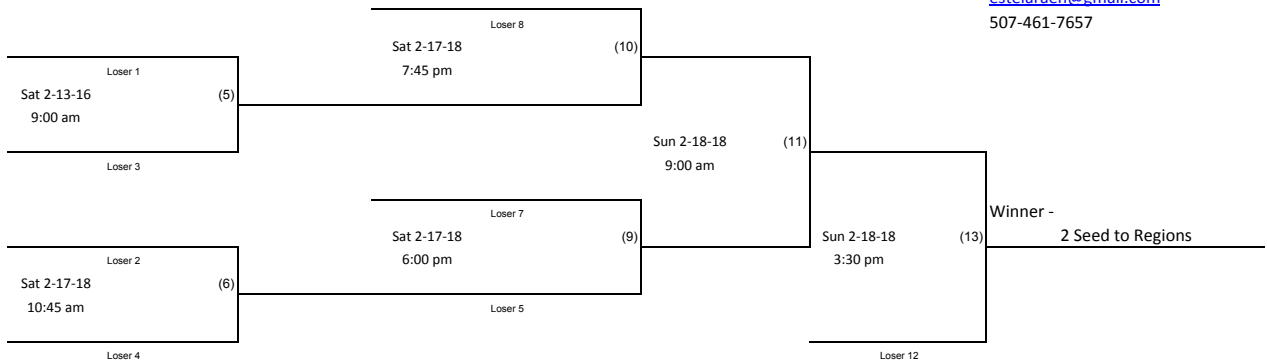 507-461-7657
Loser 8
Sat 2-17-18 (10)
7:45 pm
Loser 1
Sat 2-13-16 (5)
9:00 am
Loser 3
Sun 2-18-18 (11)
9:00 am
Loser 7
Sat 2-17-18 (9)
6:00 pm
Loser 5
Loser 2
Sat 2-17-18 (6)
10:45 am
Loser 4
Sun 2-18-18 (13)
3:30 pm
Loser 12
Winner -
2 Seed to Regions